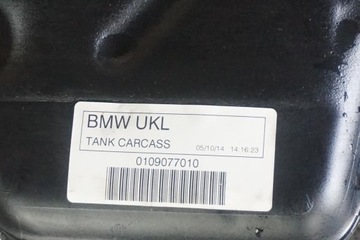 BMW UKL
TANK CARCASS 05/10/14 14:16:23
0109077010